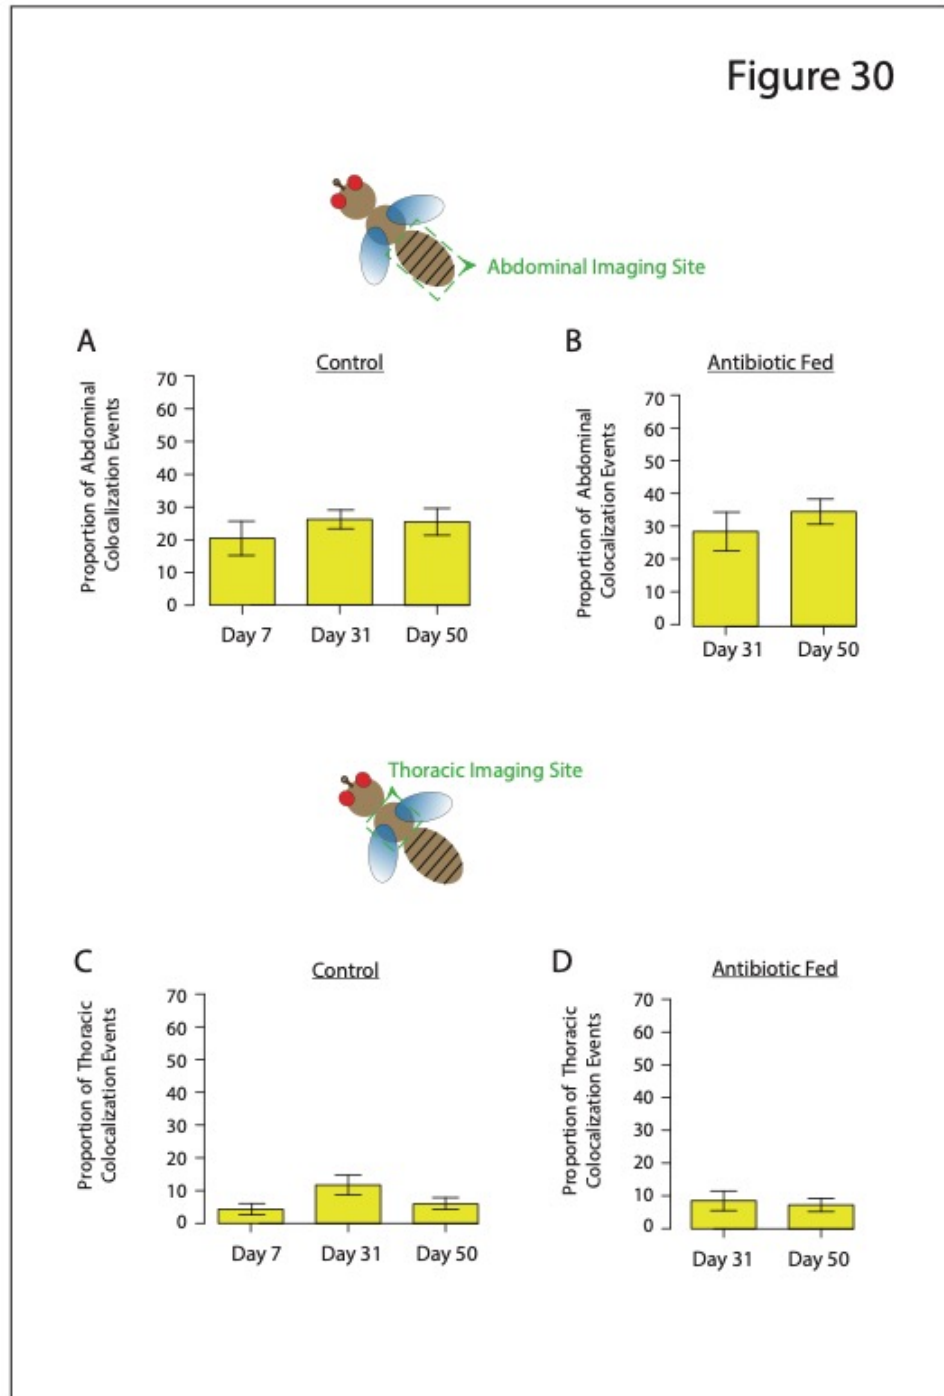 Figure 30
Abdominal Imaging Site
A
Control
Proportion of Abdominal
Colocalization Events
70
60
50
40
30
20
10
0
Day 7 Day 31 Day 50
B
Antibiotic Fed
Proportion of Abdominal
Colocalization Events
70
60
50
40
30
20
10
0
Day 31 Day 50
Thoracic Imaging Site
C
Control
Proportion of Thoracic
Colocalization Events
70
60
50
40
30
20
10
0
Day 7 Day 31 Day 50
D
Antibiotic Fed
Proportion of Thoracic
Colocalization Events
70
60
50
40
30
20
10
0
Day 31 Day 50